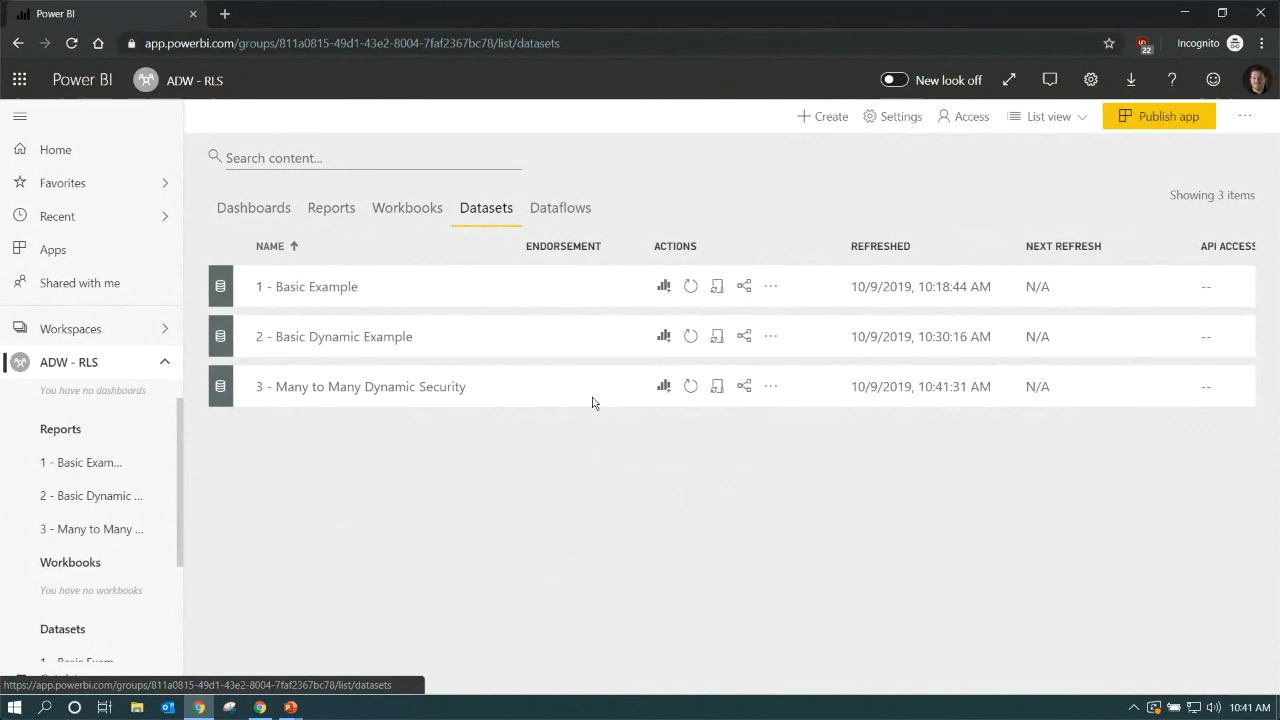 Power BI
app.powerbi.com/groups/811a0815-49d1-43e2-8004-7faf2367bc78/list/datasets
22
Incognito
Power BI
ADW - RLS
New look off
Create
Settings
Access
List view
Publish app
Home
Favorites
Recent
Apps
Shared with me
Workspaces
ADW - RLS
You have no dashboards
Reports
1 - Basic Exam...
2 - Basic Dynamic ...
3 - Many to Many ...
Workbooks
You have no workbooks
Datasets
1 - Basic Exam...
Search content...
Showing 3 items
Dashboards Reports Workbooks Datasets Dataflows
NAME ENDORSEMENT ACTIONS REFRESHED NEXT REFRESH API ACCESS
1 - Basic Example 10/9/2019, 10:18:44 AM N/A --
2 - Basic Dynamic Example 10/9/2019, 10:30:16 AM N/A --
3 - Many to Many Dynamic Security 10/9/2019, 10:41:31 AM N/A --
https://app.powerbi.com/groups/811a0815-49d1-43e2-8004-7faf2367bc78/list/datasets
10:41 AM